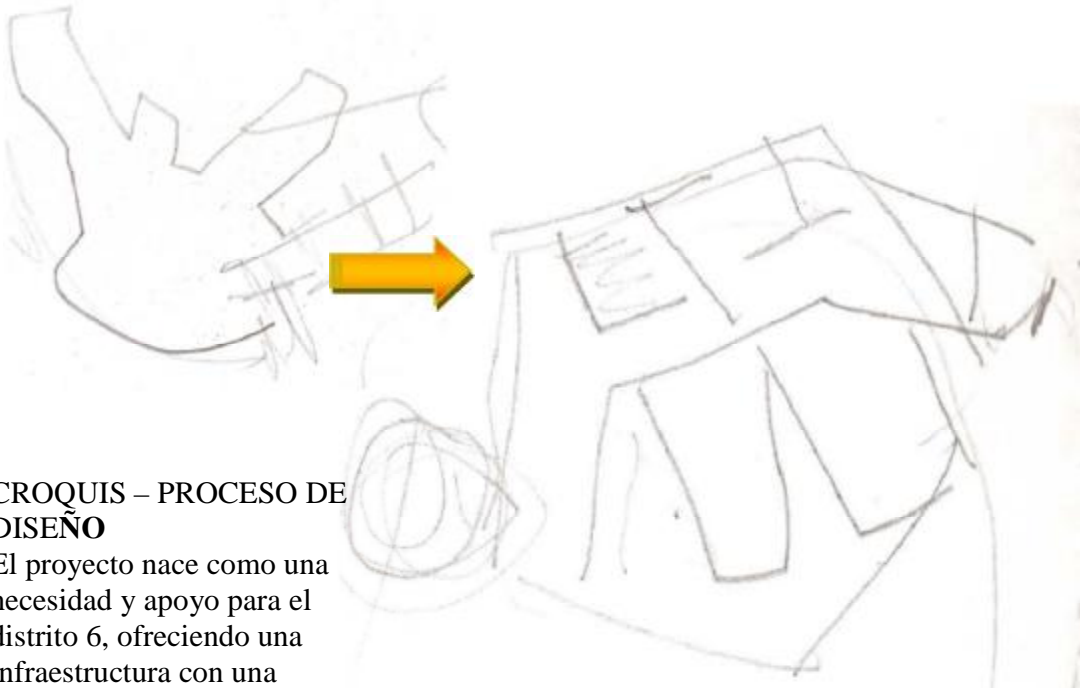 CROQUIS – PROCESO DE
DISEÑO
El proyecto nace como una
necesidad y apoyo para el
distrito 6, ofreciendo una
infraestructura con una